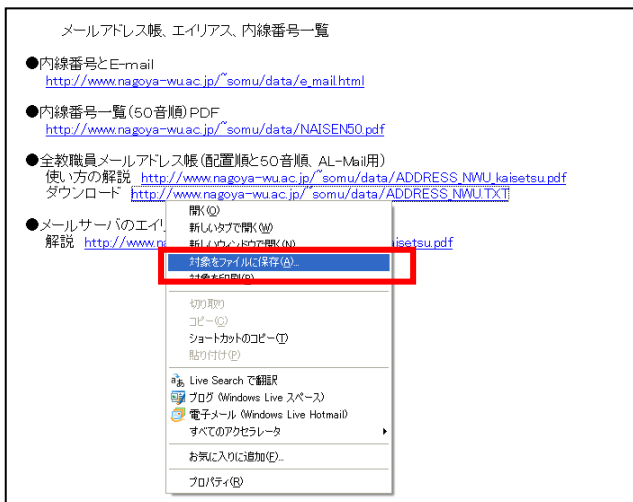 メールアドレス帳、エイリアス、内線番号一覧
●内線番号とE-mail
http://www.nagoya-wu.ac.jp/~somu/data/e_mail.html
●内線番号一覧(50音順)PDF
http://www.nagoya-wu.ac.jp/~somu/data/NAISEN50.pdf
●全教職員メールアドレス帳(配置順と50音順、AL-Mail用)
使い方の解説 http://www.nagoya-wu.ac.jp/~somu/data/ADDRESS_NWU_kaisetsu.pdf
ダウンロード http://www.nagoya-wu.ac.jp/~somu/data/ADDRESS_NWU.TXT
●メールサーバのエイリ
解説 http://www.n aisetsu.pdf
開く(O)
新しいタブで開く(W)
新しいウィンドウで開く(N)
対象をファイルに保存(A)...
対象を印刷(P)
切り取り
コピー(C)
ショートカットのコピー(T)
貼り付け(P)
Live Search で翻訳
ブログ (Windows Live スペース)
電子メール (Windows Live Hotmail)
すべてのアクセラレータ
お気に入りに追加(F)...
プロパティ(R)